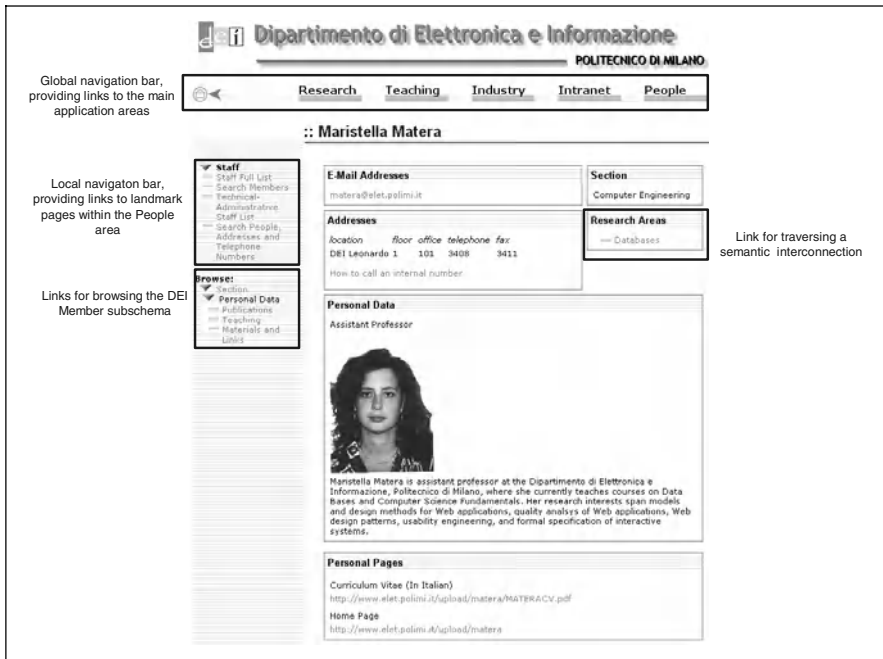 dei Dipartimento di Elettronica e Informazione
POLITECNICO DI MILANO
Global navigation bar,
providing links to the main
application areas
Research Teaching Industry Intranet People
:: Maristella Matera
Local navigaton bar,
providing links to landmark
pages within the People
area
Staff
Staff Full List
Search Members
Technical-
Administrative
Staff List
Search People,
Addresses and
Telephone
Numbers
Links for browsing the DEI
Member subschema
Browse:
Section
Personal Data
Publications
Teaching
Materials and
Links
E-Mail Addresses
matera@elet.polimi.it
Section
Computer Engineering
Addresses
location floor office telephone fax
DEI Leonardo 1 101 3408 3411
How to call an internal number
Research Areas
Databases
Link for traversing a
semantic interconnection
Personal Data
Assistant Professor
Maristella Matera is assistant professor at the Dipartimento di Elettronica e
Informazione, Politecnico di Milano, where she currently teaches courses on Data
Bases and Computer Science Fundamentals. Her research interests span models
and design methods for Web applications, quality analsys of Web applications, Web
design patterns, usability engineering, and formal specification of interactive
systems.
Personal Pages
Curriculum Vitae (In Italian)
http://www.elet.polimi.it/upload/matera/MATERACV.pdf
Home Page
http://www.elet.polimi.it/upload/matera